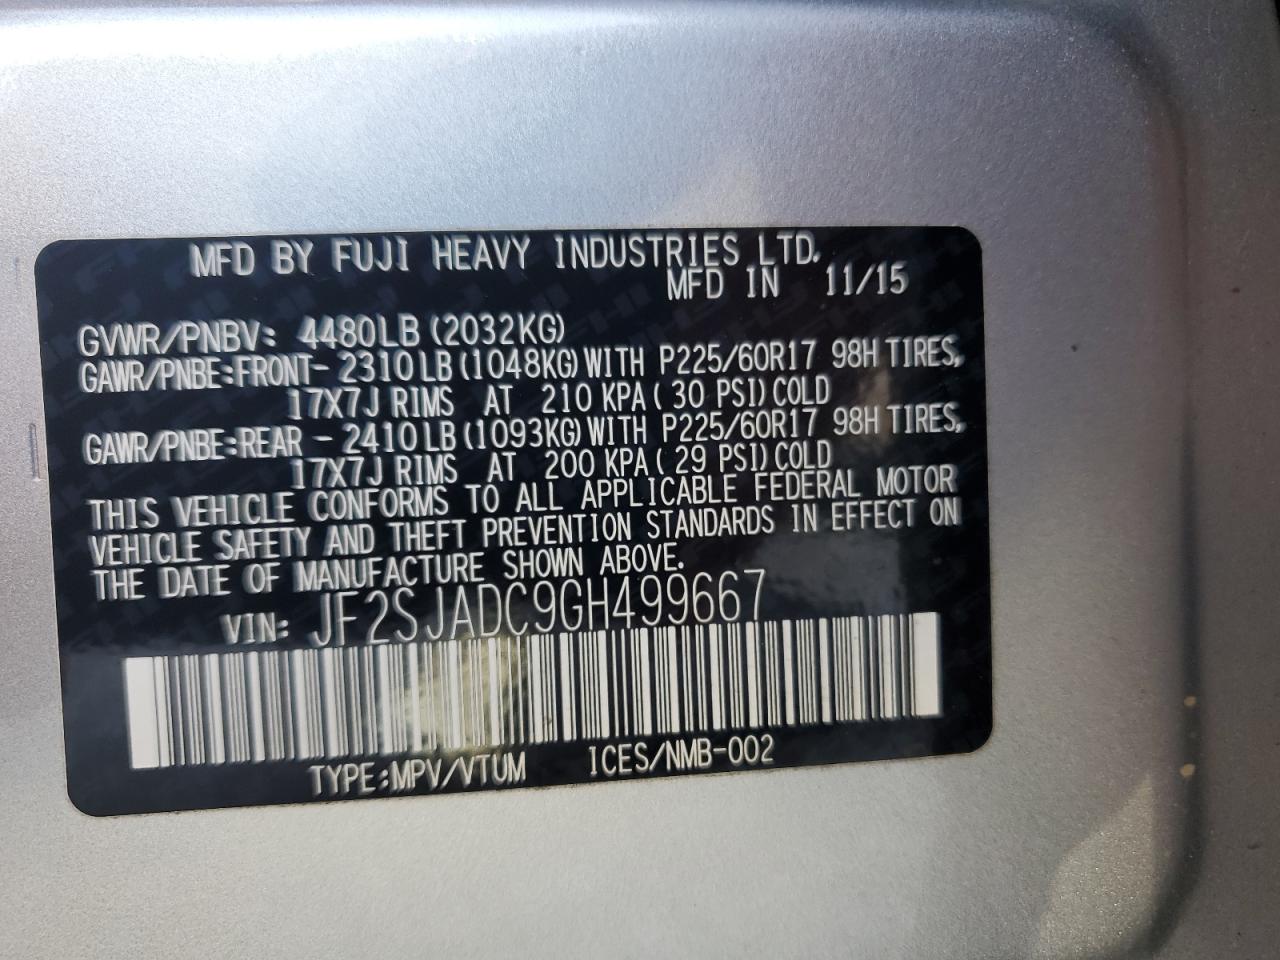 MFD BY FUJI HEAVY INDUSTRIES LTD.
MFD IN 11/15
GVWR/PNBV: 4480LB (2032KG)
GAWR/PNBE:FRONT- 2310LB (1048KG) WITH P225/60R17 98H TIRES,
17X7J RIMS AT 210 KPA ( 30 PSI) COLD
GAWR/PNBE:REAR - 2410LB (1093KG) WITH P225/60R17 98H TIRES,
17X7J RIMS AT 200 KPA ( 29 PSI) COLD
THIS VEHICLE CONFORMS TO ALL APPLICABLE FEDERAL MOTOR
VEHICLE SAFETY AND THEFT PREVENTION STANDARDS IN EFFECT ON
THE DATE OF MANUFACTURE SHOWN ABOVE.
VIN: JF2SJADC9GH499667
TYPE:MPV/VTUM ICES/NMB-002